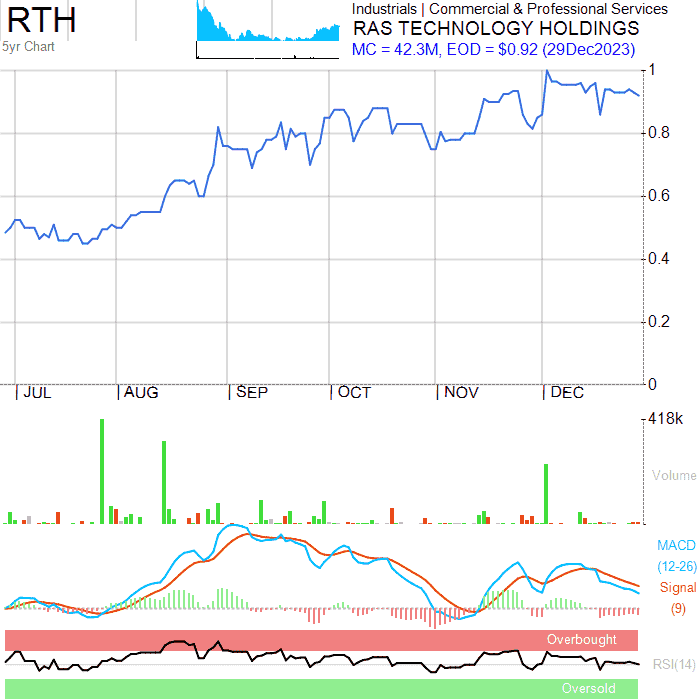 RTH
5yr Chart
Industrials | Commercial & Professional Services
RAS TECHNOLOGY HOLDINGS
MC = 42.3M, EOD = $0.92 (29Dec2023)
1
0.8
0.6
0.4
0.2
0
JUL
AUG
SEP
OCT
NOV
DEC
418k
Volume
MACD
(12-26)
Signal
(9)
Overbought
RSI(14)
Oversold